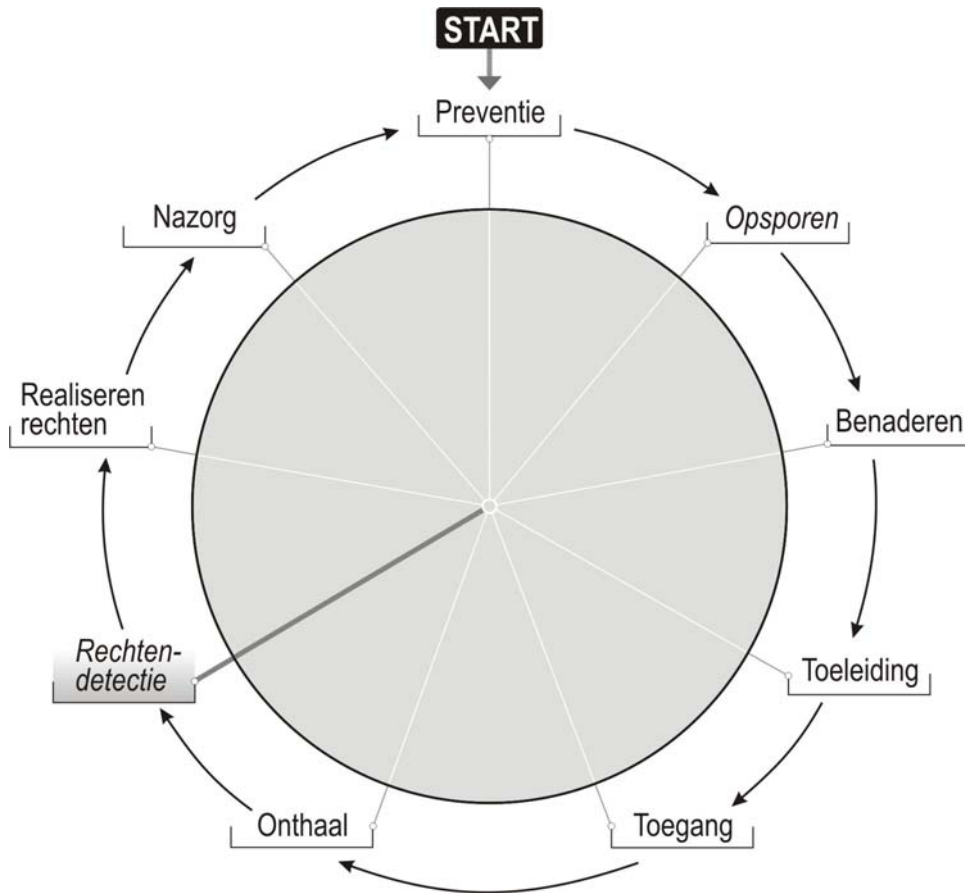 START
Preventie
Opsporen
Benaderen
Toeleiding
Toegang
Onthaal
Rechten-
detectie
Realiseren
rechten
Nazorg